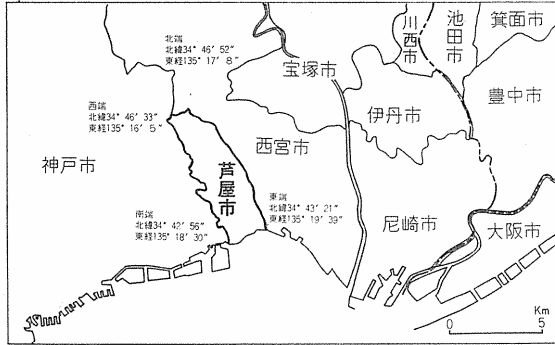 北端
北緯34° 46′ 52″
東経135° 17′ 8″
川西市
池田市
箕面市
宝塚市
豊中市
西端
北緯34° 46′ 33″
東経135° 16′ 5″
伊丹市
西宮市
神戸市
芦屋市
東端
北緯34° 43′ 21″
東経135° 19′ 39″
南端
北緯34° 42′ 56″
東経135° 18′ 30″
尼崎市
大阪市
Km
0 5